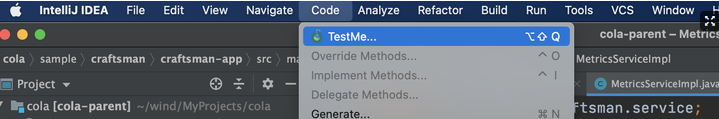 IntelliJ IDEA File Edit View Navigate Code Analyze Refactor Build Run Tools VCS Window
TestMe... ⌥⇧ Q
cola-parent – Metrics
Override Methods... ^ O
cola sample craftsman craftsman-app src
MetricsServiceImpl
Implement Methods... ^ I
Project
MetricsServiceImpl.java
Delegate Methods...
cola [cola-parent] ~/wind/MyProjects/cola
ftsman.service;
Generate... ⌘ N